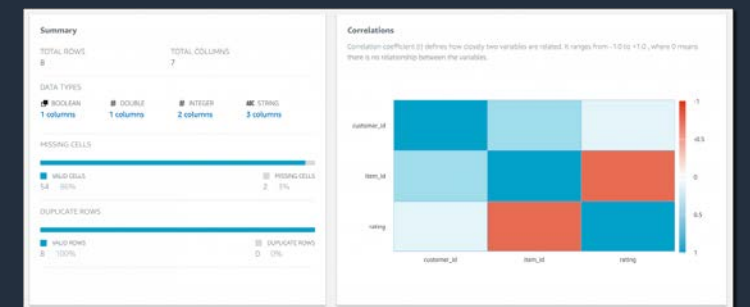 Summary
TOTAL ROWS
8
TOTAL COLUMNS
7
DATA TYPES
BOOLEAN
1 columns
# DOUBLE
1 columns
# INTEGER
2 columns
ABC STRING
3 columns
MISSING CELLS
VALID CELLS
54
MISSING CELLS
2
DUPLICATE ROWS
VALID ROWS
8 100%
DUPLICATE ROWS
0 0%
Correlations
Correlation coefficient (r) defines how closely two variables are related. It ranges from -1.0 to +1.0, where 0 means
there is no relationship between the variables.
customer_id
item_id
rating
customer_id
item_id
rating
-1
-0.5
0
0.5
1